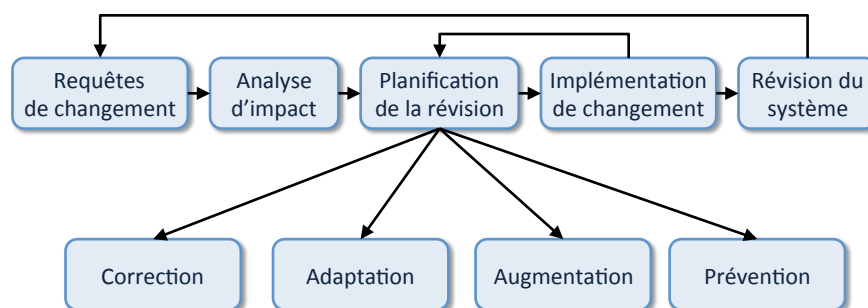 Requêtes
de changement
Analyse
d'impact
Planification
de la révision
Implémentation
de changement
Révision du
système
Correction
Adaptation
Augmentation
Prévention